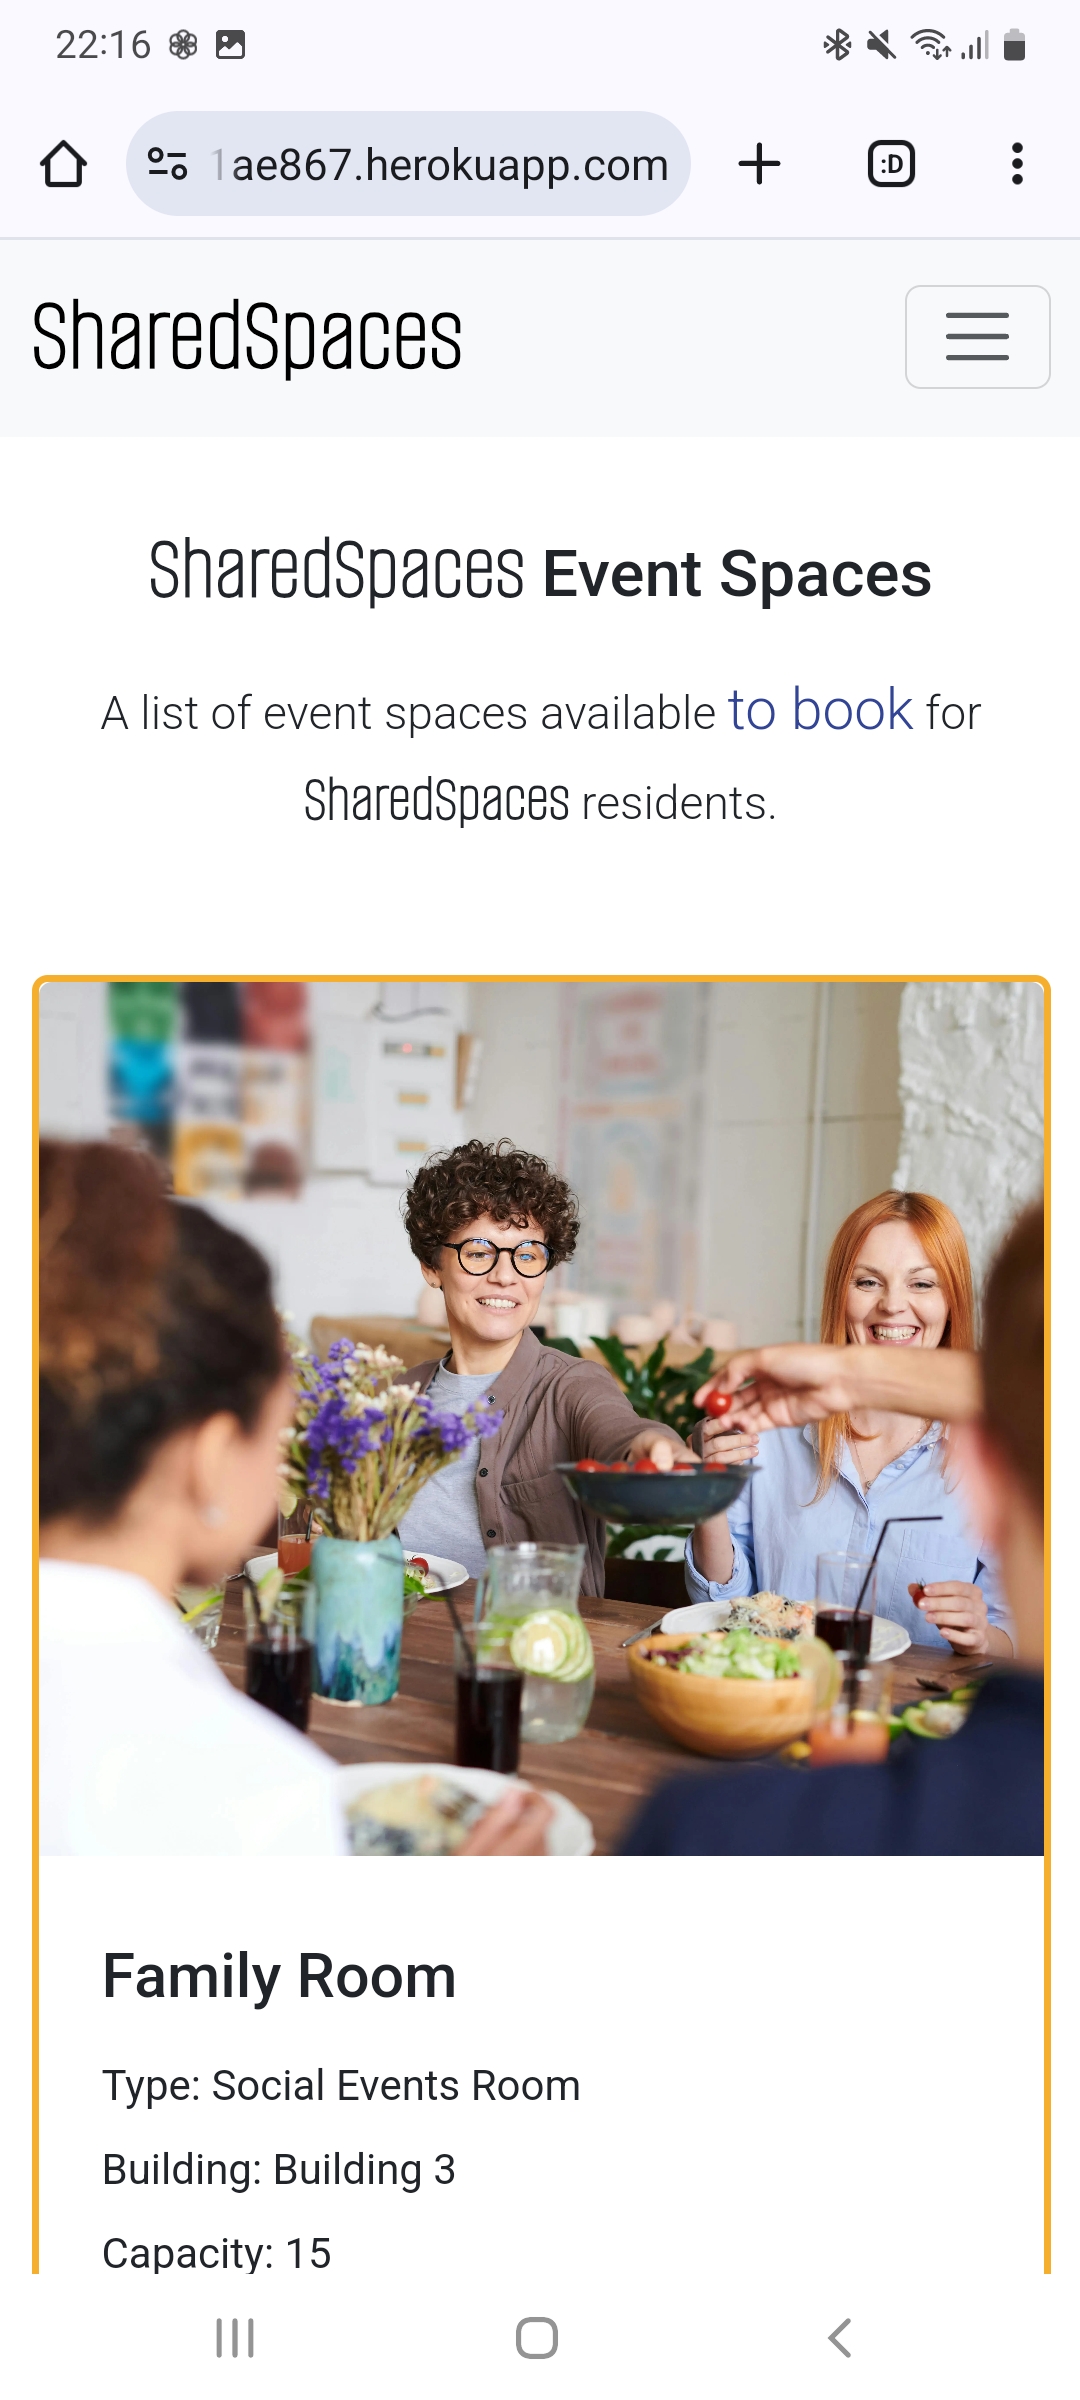 22:16
1ae867.herokuapp.com
:D
SharedSpaces
SharedSpaces Event Spaces
A list of event spaces available to book for
SharedSpaces residents.
Family Room
Type: Social Events Room
Building: Building 3
Capacity: 15